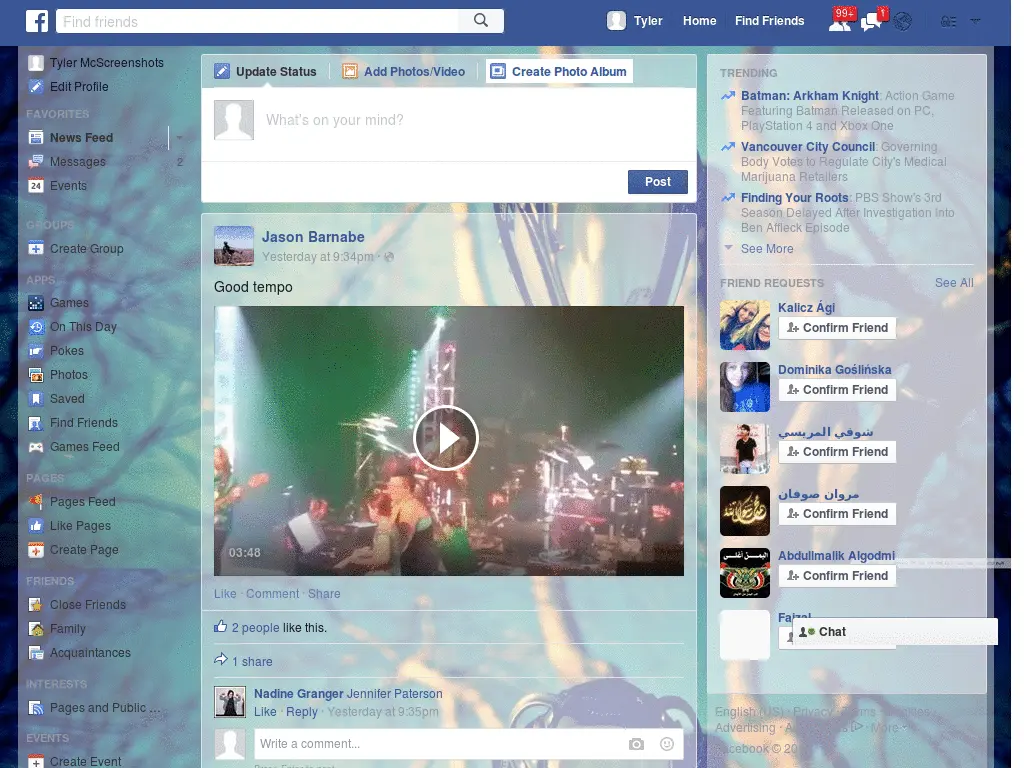 Find friends
Tyler
Home
Find Friends
99+
1
Tyler McScreenshots
Edit Profile
FAVORITES
News Feed
Messages
2
24
Events
GROUPS
Create Group
APPS
Games
On This Day
Pokes
Photos
Saved
Find Friends
Games Feed
PAGES
Pages Feed
Like Pages
Create Page
FRIENDS
Close Friends
Family
Acquaintances
INTERESTS
Pages and Public ...
EVENTS
Create Event
Update Status
Add Photos/Video
Create Photo Album
What's on your mind?
Post
Jason Barnabe
Yesterday at 9:34pm ·
Good tempo
03:48
Like · Comment · Share
2 people like this.
1 share
Nadine Granger Jennifer Paterson
Like · Reply · Yesterday at 9:35pm
Write a comment...
TRENDING
Batman: Arkham Knight: Action Game
Featuring Batman Released on PC,
PlayStation 4 and Xbox One
Vancouver City Council: Governing
Body Votes to Regulate City's Medical
Marijuana Retailers
Finding Your Roots: PBS Show's 3rd
Season Delayed After Investigation Into
Ben Affleck Episode
See More
FRIEND REQUESTS
See All
Kalicz Ági
Confirm Friend
Dominika Goślińska
Confirm Friend
شوقي المريسي
Confirm Friend
مروان صوفان
Confirm Friend
Abdullmalik Algodmi
Confirm Friend
Faizal
Chat
English (US) · Privacy ·
Advertising ·
More